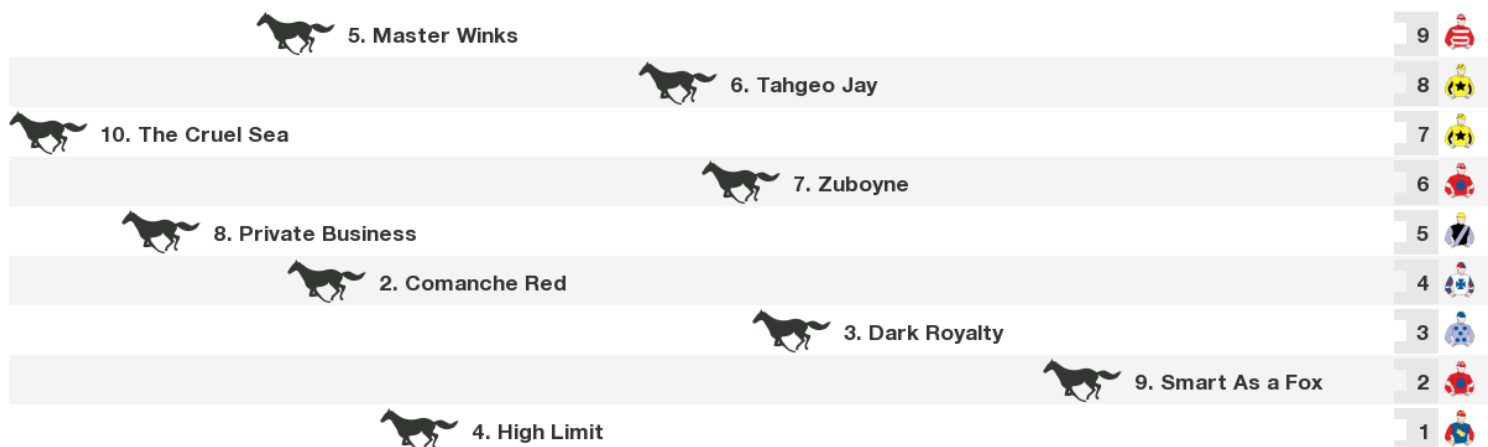 5. Master Winks 9
6. Tahgeo Jay 8
10. The Cruel Sea 7
7. Zuboyne 6
8. Private Business 5
2. Comanche Red 4
3. Dark Royalty 3
9. Smart As a Fox 2
4. High Limit 1